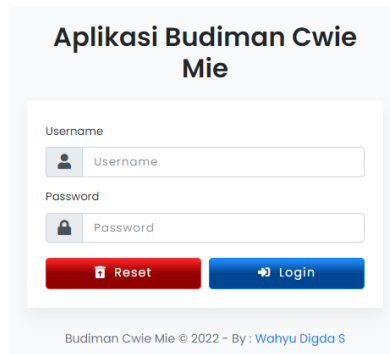 Aplikasi Budiman Cwie
Mie
Username
Username
Password
Password
Reset
Login
Budiman Cwie Mie © 2022 - By : Wahyu Digda S